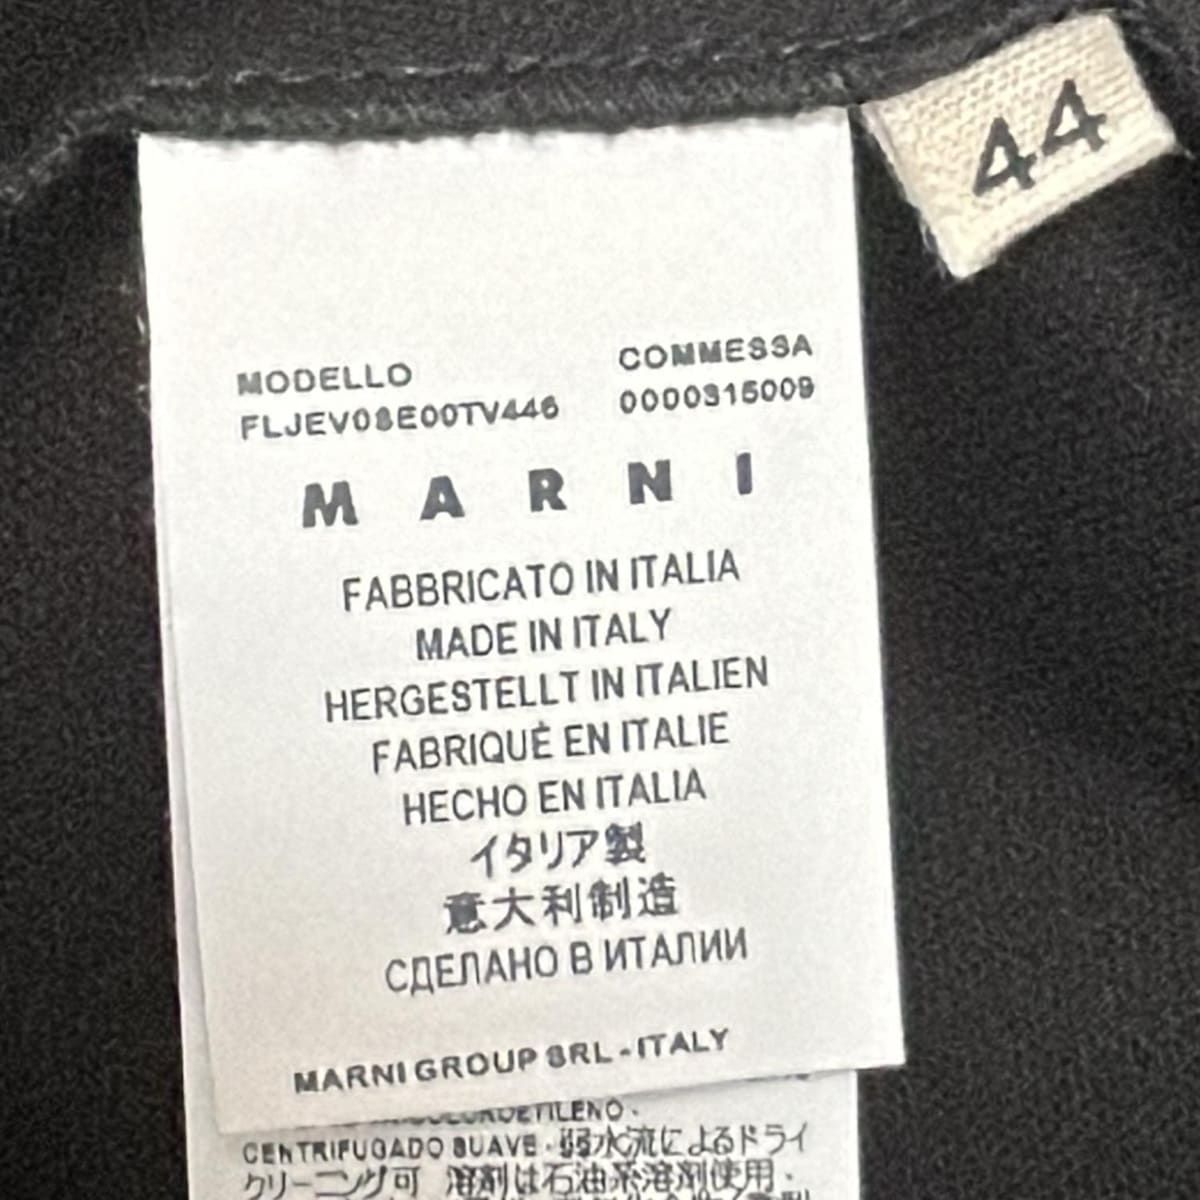 44
MODELLO
FLJEV08E00TV446
COMMESSA
0000315009
MARNI
FABBRICATO IN ITALIA
MADE IN ITALY
HERGESTELLT IN ITALIEN
FABRIQUÉ EN ITALIE
HECHO EN ITALIA
イタリア製
意大利制造
СДЕЛАНО В ИТАЛИИ
MARNI GROUP SRL - ITALY
CENTRIFUGADO SUAVE · 弱水流によるドライ
クリーニング可 溶剤は石油系溶剤使用 ·